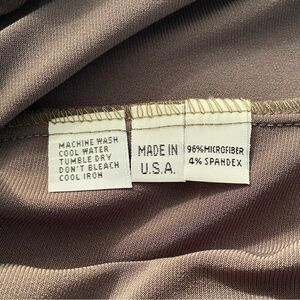 MACHINE WASH
COOL WATER
TUMBLE DRY
DON'T BLEACH
COOL IRON
MADE IN
U.S.A.
96%MICROFIBER
4% SPANDEX